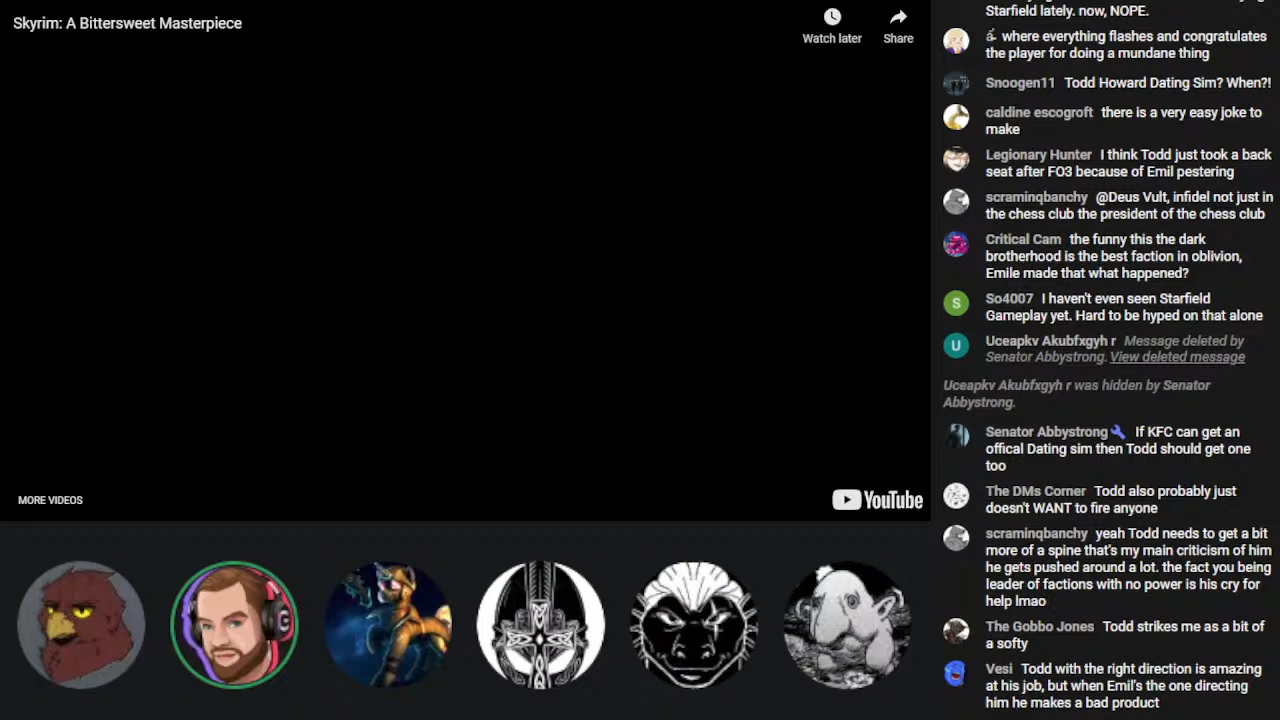 Skyrim: A Bittersweet Masterpiece
Watch later
Share
MORE VIDEOS
YouTube
Starfield lately. now, NOPE.
where everything flashes and congratulates
the player for doing a mundane thing
Snoogen11 Todd Howard Dating Sim? When?!
caldine escogroft there is a very easy joke to
make
Legionary Hunter I think Todd just took a back
seat after FO3 because of Emil pestering
scraminqbanchy @Deus Vult, infidel not just in
the chess club the president of the chess club
Critical Cam the funny this the dark
brotherhood is the best faction in oblivion,
Emile made that what happened?
S
So4007 I haven't even seen Starfield
Gameplay yet. Hard to be hyped on that alone
U
Uceapkv Akubfxgyh r Message deleted by
Senator Abbystrong. View deleted message
Uceapkv Akubfxgyh r was hidden by Senator
Abbystrong.
Senator Abbystrong If KFC can get an
offical Dating sim then Todd should get one
too
The DMs Corner Todd also probably just
doesn't WANT to fire anyone
scraminqbanchy yeah Todd needs to get a bit
more of a spine that's my main criticism of him
he gets pushed around a lot. the fact you being
leader of factions with no power is his cry for
help lmao
The Gobbo Jones Todd strikes me as a bit of
a softy
Vesi Todd with the right direction is amazing
at his job, but when Emil's the one directing
him he makes a bad product